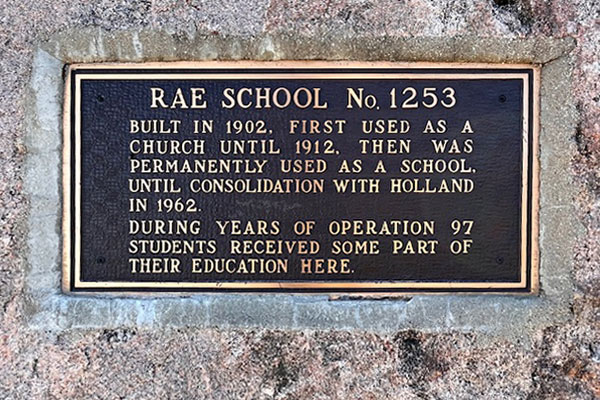 RAE SCHOOL No. 1253
BUILT IN 1902, FIRST USED AS A
CHURCH UNTIL 1912, THEN WAS
PERMANENTLY USED AS A SCHOOL,
UNTIL CONSOLIDATION WITH HOLLAND
IN 1962.
DURING YEARS OF OPERATION 97
STUDENTS RECEIVED SOME PART OF
THEIR EDUCATION HERE.